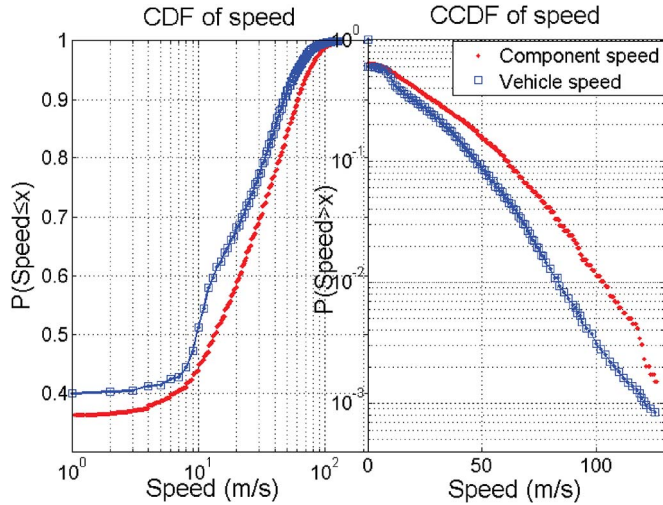 CDF of speed
P(Speed≤x)
1
0.9
0.8
0.7
0.6
0.5
0.4
10^0
10^1
10^2
Speed (m/s)
CCDF of speed
Component speed
Vehicle speed
P(Speed>x)
10^0
10^-1
10^-2
10^-3
0
50
100
Speed (m/s)